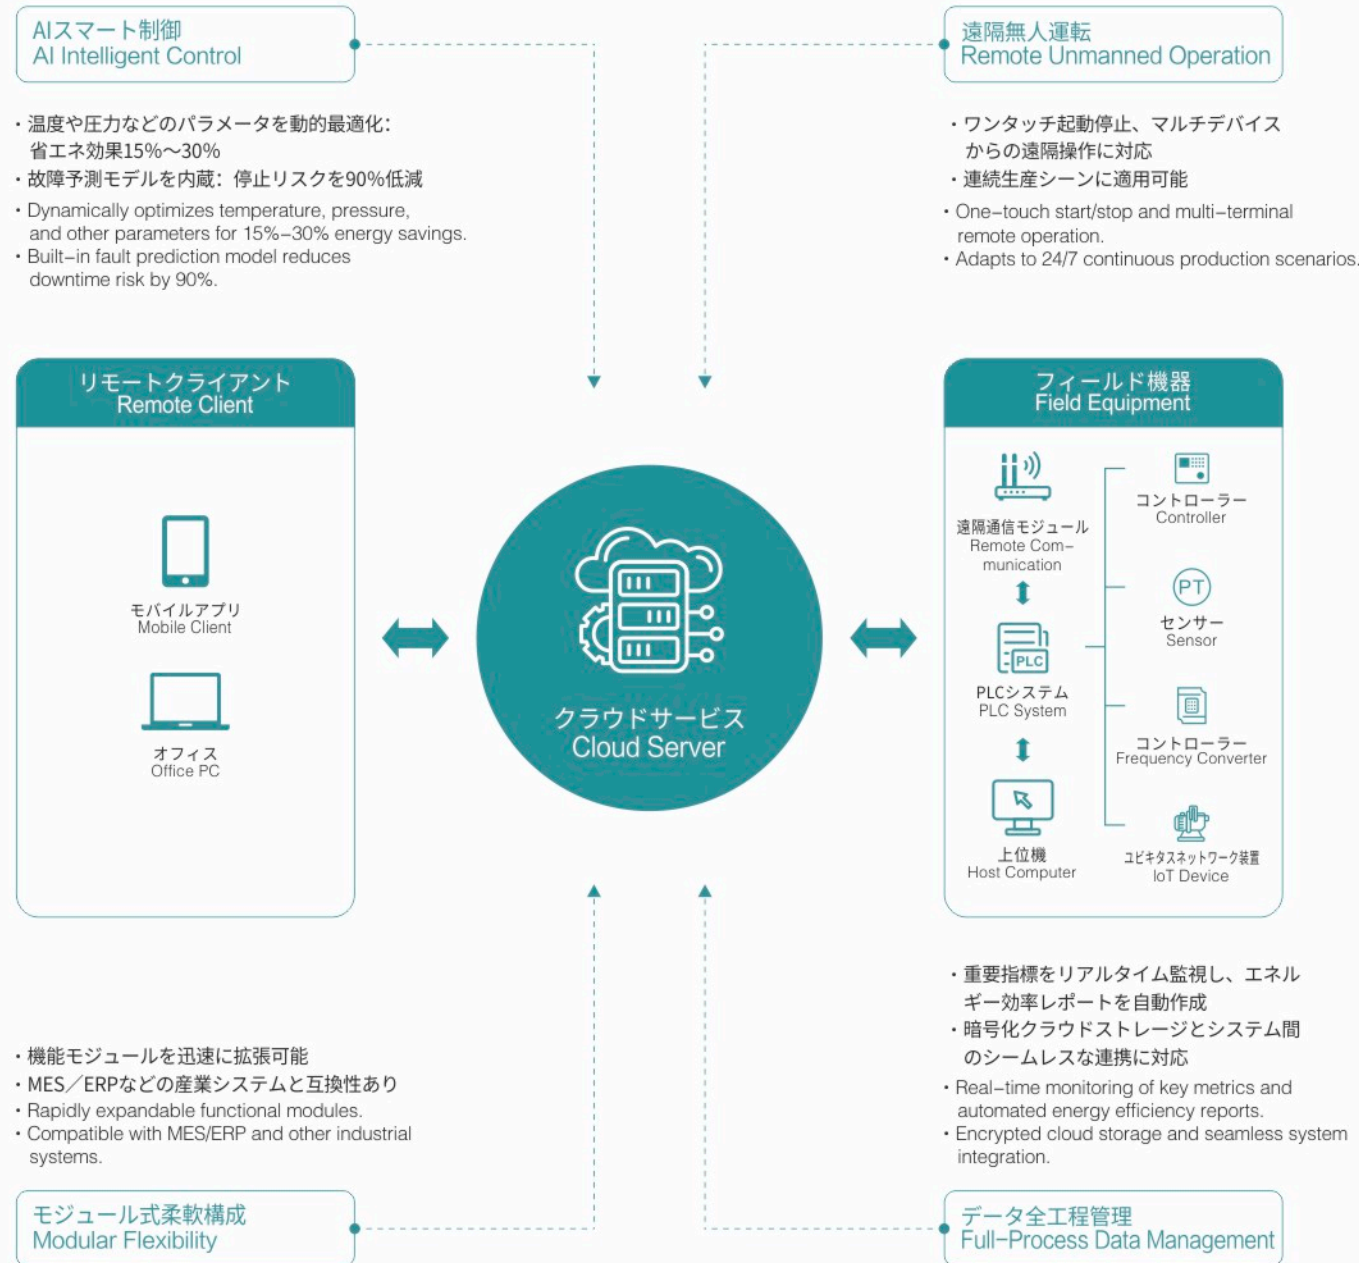 AIスマート制御
AI Intelligent Control
・温度や圧力などのパラメータを動的最適化：
省エネ効果15%～30%
・故障予測モデルを内蔵：停止リスクを90%低減
・Dynamically optimizes temperature, pressure,
and other parameters for 15%–30% energy savings.
・Built–in fault prediction model reduces
downtime risk by 90%.
遠隔無人運転
Remote Unmanned Operation
・ワンタッチ起動停止、マルチデバイス
からの遠隔操作に対応
・連続生産シーンに適用可能
・One–touch start/stop and multi–terminal
remote operation.
・Adapts to 24/7 continuous production scenarios.
リモートクライアント
Remote Client
モバイルアプリ
Mobile Client
オフィス
Office PC
クラウドサービス
Cloud Server
フィールド機器
Field Equipment
遠隔通信モジュール
Remote Com–
munication
PLC
PLCシステム
PLC System
上位機
Host Computer
コントローラー
Controller
PT
センサー
Sensor
コントローラー
Frequency Converter
ユビキタスネットワーク装置
IoT Device
・機能モジュールを迅速に拡張可能
・MES／ERPなどの産業システムと互換性あり
・Rapidly expandable functional modules.
・Compatible with MES/ERP and other industrial
systems.
モジュール式柔軟構成
Modular Flexibility
・重要指標をリアルタイム監視し、エネル
ギー効率レポートを自動作成
・暗号化クラウドストレージとシステム間
のシームレスな連携に対応
・Real–time monitoring of key metrics and
automated energy efficiency reports.
・Encrypted cloud storage and seamless system
integration.
データ全工程管理
Full–Process Data Management